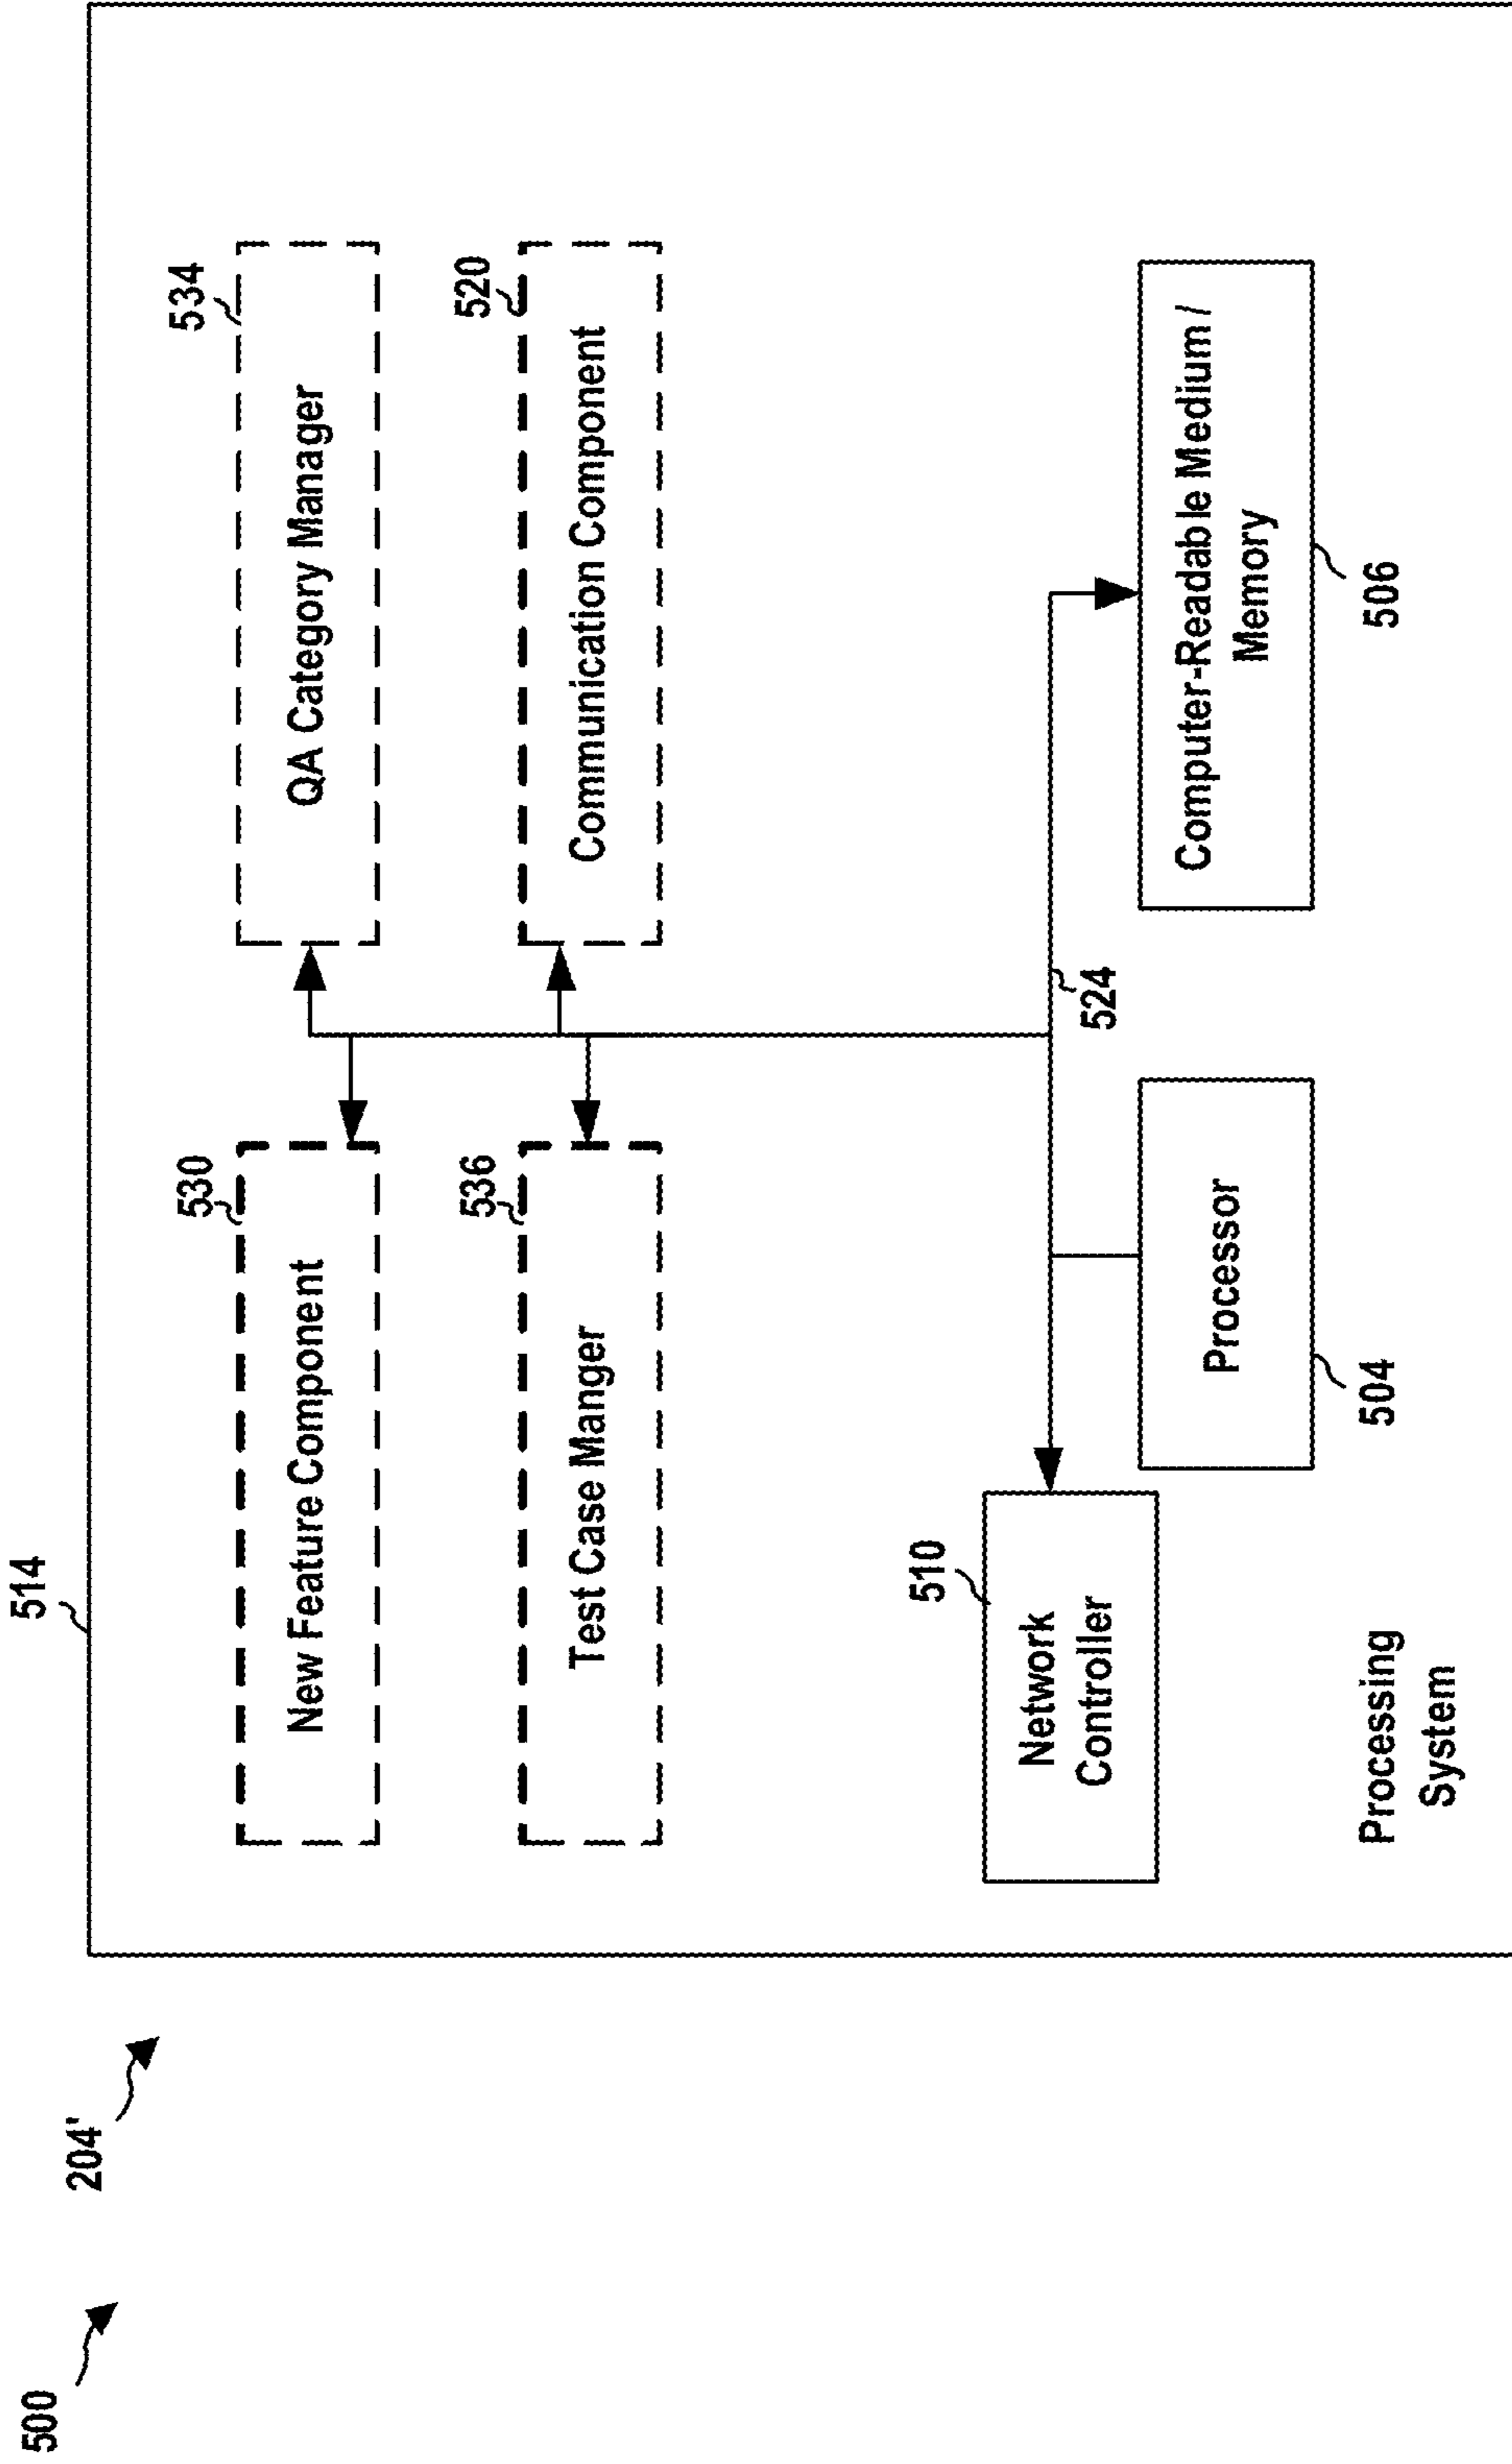 500
204'
514
530
New Feature Component
534
QA Category Manager
536
Test Case Manger
520
Communication Component
510
Network
Controller
524
Processor
504
Computer-Readable Medium /
Memory
506
Processing
System